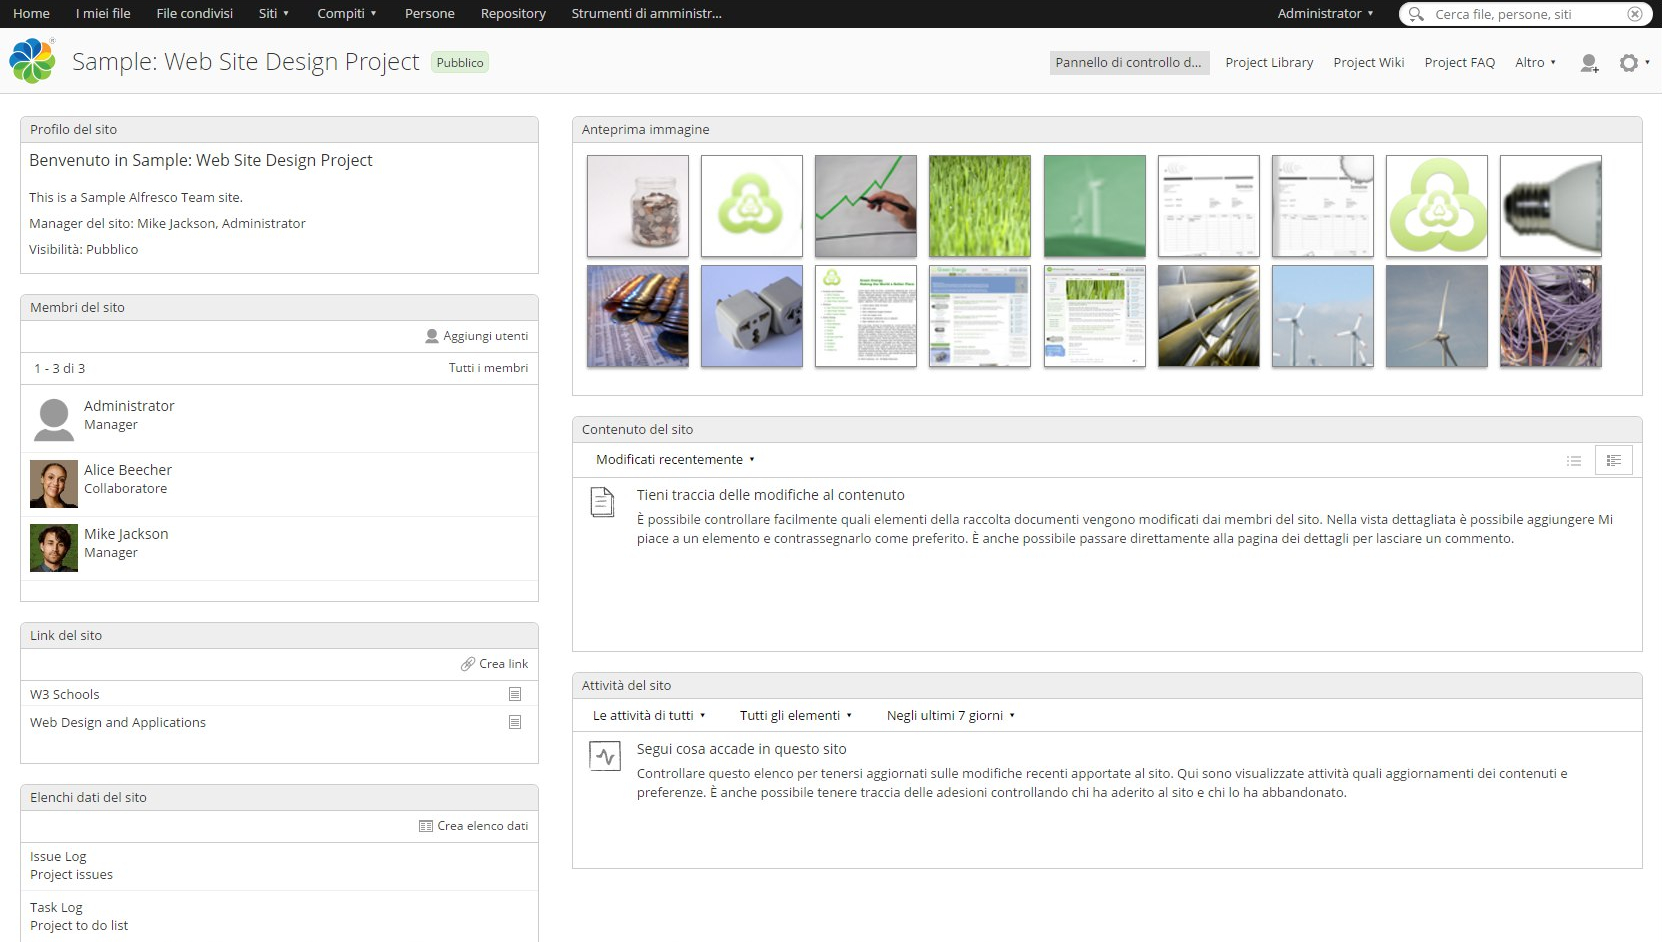 Home I miei file File condivisi Siti Compiti Persone Repository Strumenti di amministr... Administrator Cerca file, persone, siti
Sample: Web Site Design Project Pubblico
Pannello di controllo d... Project Library Project Wiki Project FAQ Altro
Profilo del sito
Benvenuto in Sample: Web Site Design Project
This is a Sample Alfresco Team site.
Manager del sito: Mike Jackson, Administrator
Visibilità: Pubblico
Membri del sito
Aggiungi utenti
1 - 3 di 3 Tutti i membri
Administrator
Manager
Alice Beecher
Collaboratore
Mike Jackson
Manager
Link del sito
Crea link
W3 Schools
Web Design and Applications
Elenchi dati del sito
Crea elenco dati
Issue Log
Project issues
Task Log
Project to do list
Anteprima immagine
Contenuto del sito
Modificati recentemente
Tieni traccia delle modifiche al contenuto
È possibile controllare facilmente quali elementi della raccolta documenti vengono modificati dai membri del sito. Nella vista dettagliata è possibile aggiungere Mi
piace a un elemento e contrassegnarlo come preferito. È anche possibile passare direttamente alla pagina dei dettagli per lasciare un commento.
Attività del sito
Le attività di tutti Tutti gli elementi Negli ultimi 7 giorni
Segui cosa accade in questo sito
Controllare questo elenco per tenersi aggiornati sulle modifiche recenti apportate al sito. Qui sono visualizzate attività quali aggiornamenti dei contenuti e
preferenze. È anche possibile tenere traccia delle adesioni controllando chi ha aderito al sito e chi lo ha abbandonato.